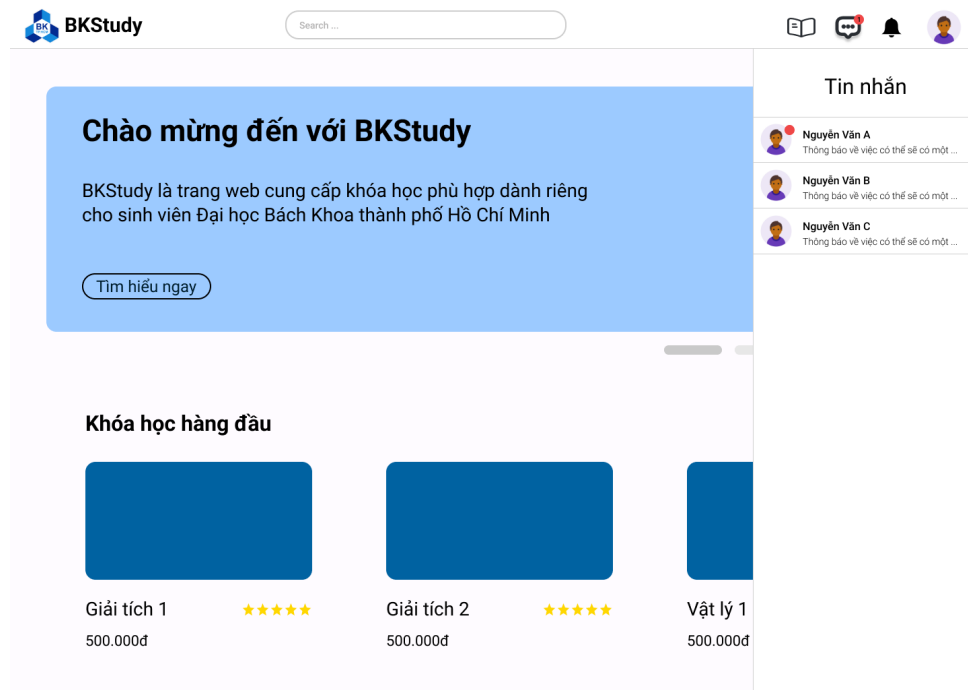 BK
BKStudy
Search ...
1
Tin nhắn
Nguyễn Văn A
Thông báo về việc có thể sẽ có một ...
Nguyễn Văn B
Thông báo về việc có thể sẽ có một ...
Nguyễn Văn C
Thông báo về việc có thể sẽ có một ...
Chào mừng đến với BKStudy
BKStudy là trang web cung cấp khóa học phù hợp dành riêng
cho sinh viên Đại học Bách Khoa thành phố Hồ Chí Minh
Tìm hiểu ngay
Khóa học hàng đầu
Giải tích 1
500.000đ
Giải tích 2
500.000đ
Vật lý 1
500.000đ